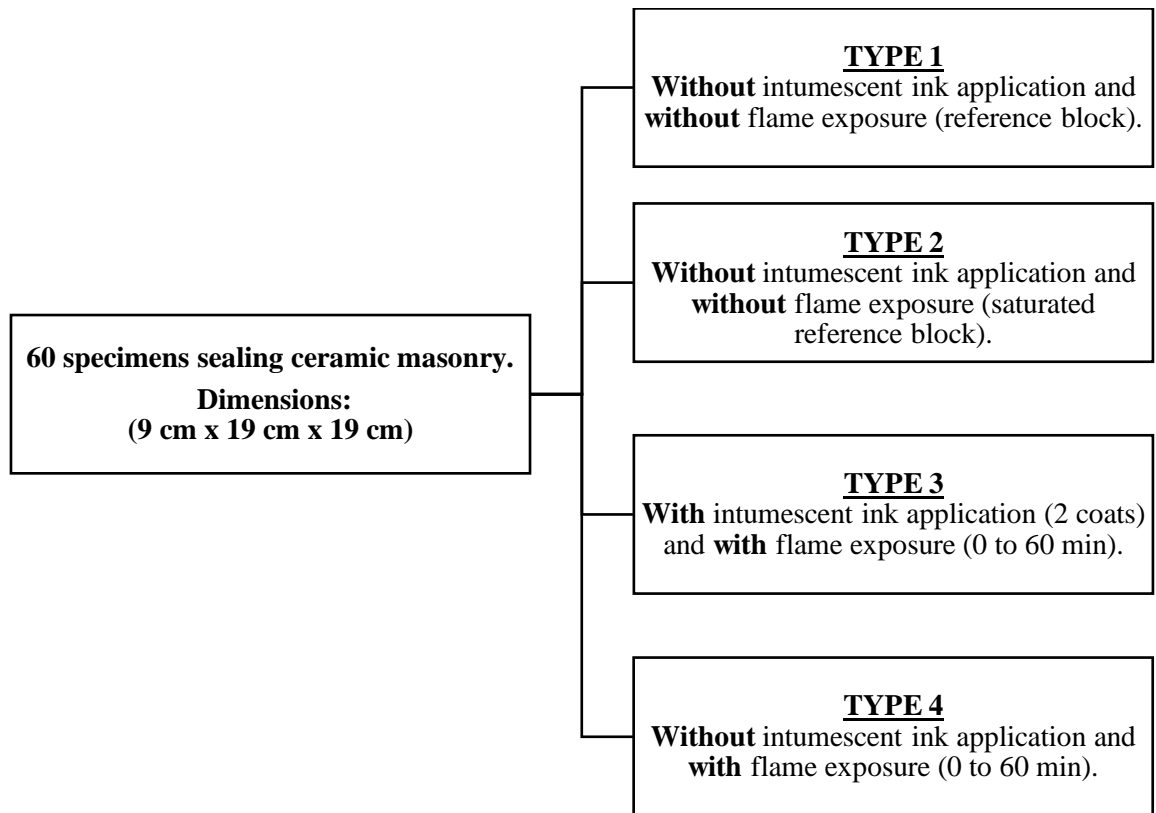 60 specimens sealing ceramic masonry.
Dimensions:
(9 cm x 19 cm x 19 cm)
TYPE 1
Without intumescent ink application and
without flame exposure (reference block).
TYPE 2
Without intumescent ink application and
without flame exposure (saturated
reference block).
TYPE 3
With intumescent ink application (2 coats)
and with flame exposure (0 to 60 min).
TYPE 4
Without intumescent ink application and
with flame exposure (0 to 60 min).